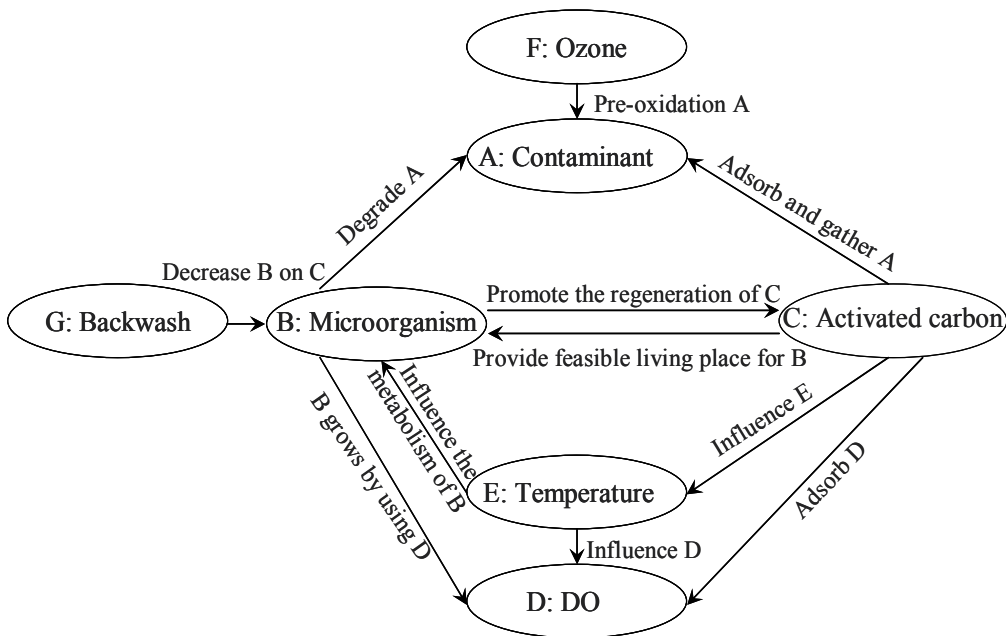 F: Ozone
Pre-oxidation A
A: Contaminant
Degrade A
Adsorb and gather A
Decrease B on C
G: Backwash
B: Microorganism
Promote the regeneration of C
Provide feasible living place for B
C: Activated carbon
B grows by using D
Influence the
metabolism of B
Influence E
Adsorb D
E: Temperature
Influence D
D: DO